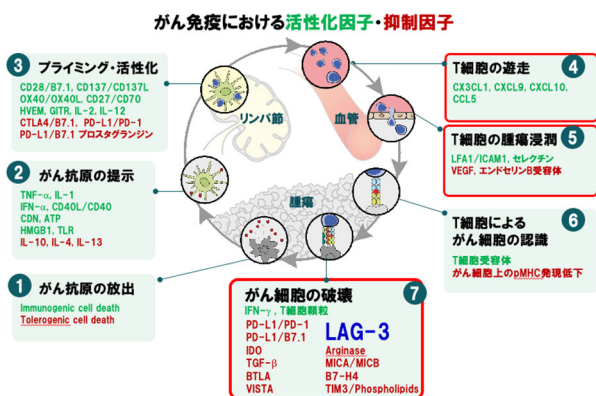 がん免疫における活性化因子・抑制因子
3 プライミング・活性化
CD28/B7.1, CD137/CD137L
OX40/OX40L, CD27/CD70
HVEM, GITR, IL-2, IL-12
CTLA4/B7.1, PD-L1/PD-1
PD-L1/B7.1 プロスタグランジン
2 がん抗原の提示
TNF-α, IL-1
IFN-α, CD40L/CD40
CDN, ATP
HMGB1, TLR
IL-10, IL-4, IL-13
1 がん抗原の放出
Immunogenic cell death
Tolerogenic cell death
リンパ節
血管
腫瘍
T細胞の遊走 4
CX3CL1, CXCL9, CXCL10,
CCL5
T細胞の腫瘍浸潤 5
LFA1/ICAM1, セレクチン
VEGF, エンドセリンB受容体
6
T細胞による
がん細胞の認識
T細胞受容体
がん細胞上のpMHC発現低下
がん細胞の破壊 7
IFN-γ, T細胞顆粒
PD-L1/PD-1
PD-L1/B7.1
IDO
TGF-β
BTLA
VISTA
LAG-3
Arginase
MICA/MICB
B7-H4
TIM3/Phospholipids